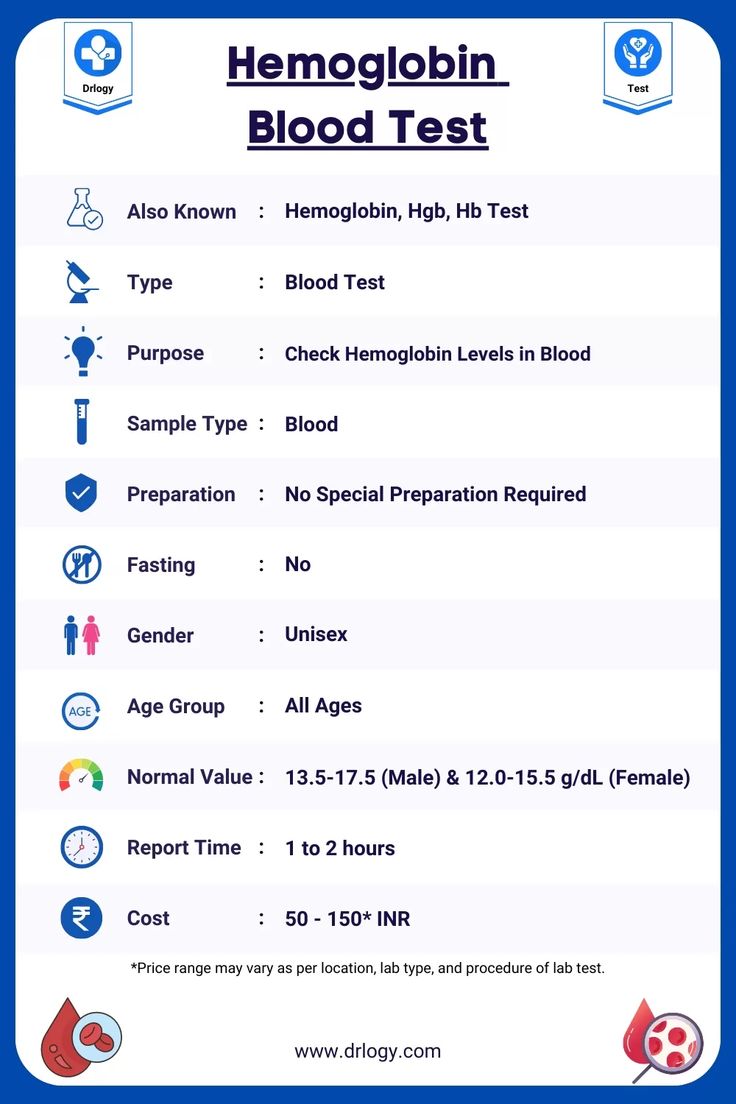 Drlogy
Hemoglobin
Blood Test
Test
Also Known : Hemoglobin, Hgb, Hb Test
Type : Blood Test
Purpose : Check Hemoglobin Levels in Blood
Sample Type : Blood
Preparation : No Special Preparation Required
Fasting : No
Gender : Unisex
AGE
Age Group : All Ages
Normal Value : 13.5-17.5 (Male) & 12.0-15.5 g/dL (Female)
Report Time : 1 to 2 hours
₹
Cost : 50 - 150* INR
*Price range may vary as per location, lab type, and procedure of lab test.
www.drlogy.com